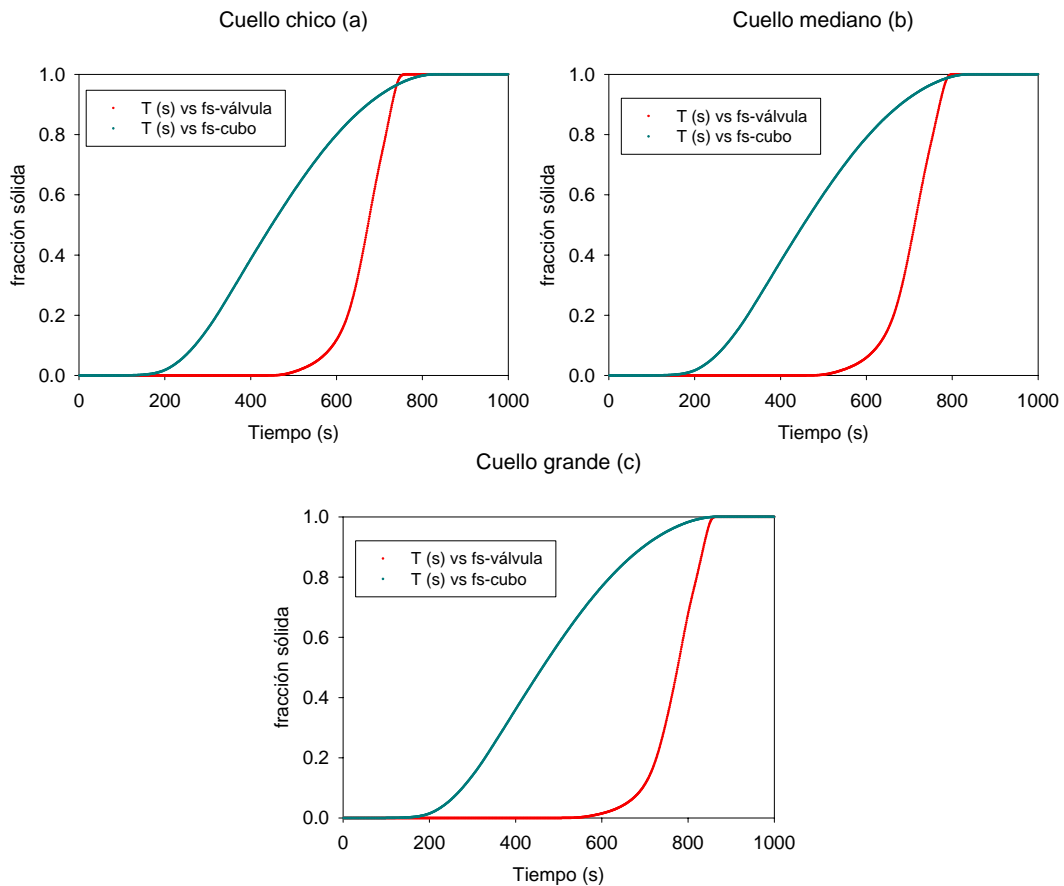 Cuello chico (a)
1.0
0.8
0.6
0.4
0.2
0.0
fracción sólida
T (s) vs fs-válvula
T (s) vs fs-cubo
0 200 400 600 800 1000
Tiempo (s)
Cuello mediano (b)
1.0
0.8
0.6
0.4
0.2
0.0
fracción sólida
T (s) vs fs-válvula
T (s) vs fs-cubo
0 200 400 600 800 1000
Tiempo (s)
Cuello grande (c)
1.0
0.8
0.6
0.4
0.2
0.0
fracción sólida
T (s) vs fs-válvula
T (s) vs fs-cubo
0 200 400 600 800 1000
Tiempo (s)